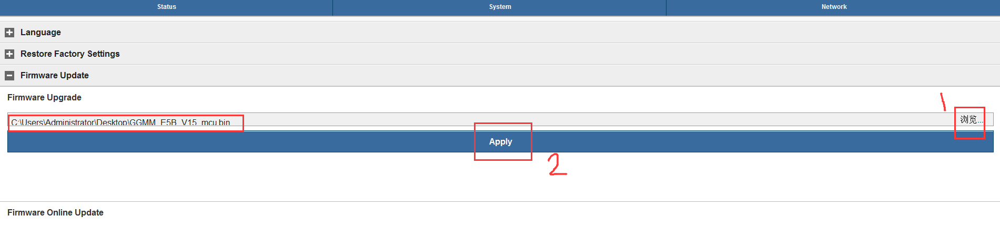 Status System Network
Language
Restore Factory Settings
Firmware Update
Firmware Upgrade
1
C:\Users\Administrator\Desktop\GGMM_E5B_V15_mcu.bin 浏览...
Apply
2
Firmware Online Update